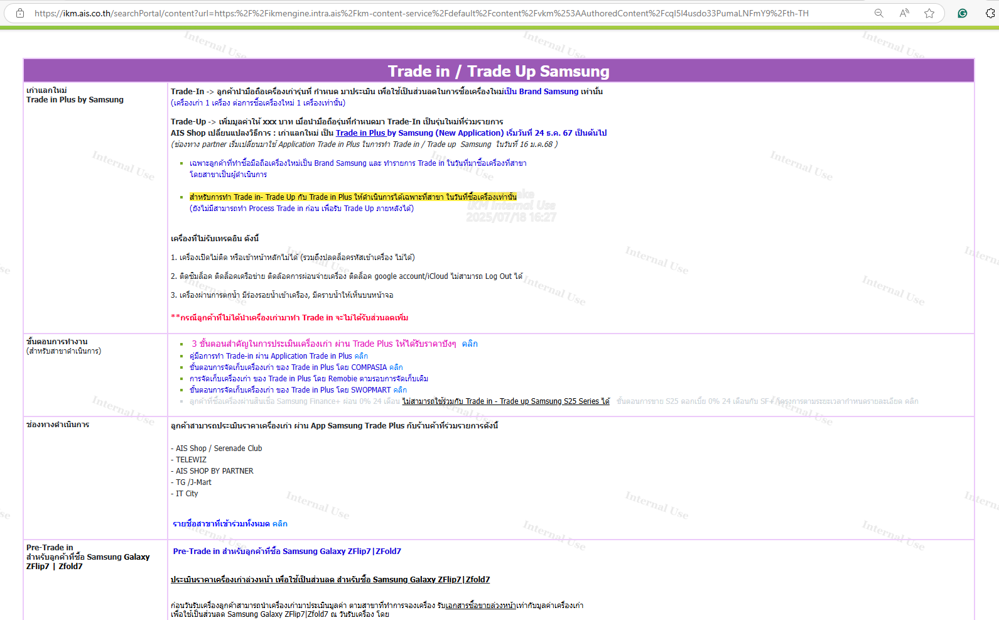 https://ikm.ais.co.th/searchPortal/content?url=https:%2F%2Fikmengine.intra.ais%2Fkm-content-service%2Fdefault%2Fcontent%2Fvkm%253AAuthoredContent%2Fcql5I4usdo33PumaLNFmY9%2Fth-TH
Trade in / Trade Up Samsung
เก่าแลกใหม่
Trade in Plus by Samsung
Trade-In -> ลูกค้านำมือถือเครื่องเก่ารุ่นที่ กำหนด มาประเมิน เพื่อใช้เป็นส่วนลดในการซื้อเครื่องใหม่เป็น Brand Samsung เท่านั้น
(เครื่องเก่า 1 เครื่อง ต่อการซื้อเครื่องใหม่ 1 เครื่องเท่านั้น)
Trade-Up -> เพิ่มมูลค่าให้ xxx บาท เมื่อนำมือถือรุ่นที่กำหนดมา Trade-In เป็นรุ่นใหม่ที่ร่วมรายการ
AIS Shop เปลี่ยนแปลงวิธีการ : เก่าแลกใหม่ เป็น Trade in Plus by Samsung (New Application) เริ่มวันที่ 24 ธ.ค. 67 เป็นต้นไป
(ช่องทาง partner เริ่มเปลี่ยนมาใช้ Application Trade in Plus ในการทำ Trade in / Trade up Samsung ในวันที่ 16 ม.ค.68 )
เฉพาะลูกค้าที่ทำซื้อมือถือเครื่องใหม่เป็น Brand Samsung และ ทำรายการ Trade in ในวันที่มาซื้อเครื่องที่สาขา
โดยสาขาเป็นผู้ดำเนินการ
สำหรับการทำ Trade in- Trade Up กับ Trade in Plus ให้ดำเนินการได้เฉพาะที่สาขา ในวันที่ซื้อเครื่องเท่านั้น
(ยังไม่มีสามารถทำ Process Trade in ก่อน เพื่อรับ Trade Up ภายหลังได้)
iKM Internal Use
2025/07/18 16:27
เครื่องที่ไม่รับเทรดอิน ดังนี้
1. เครื่องเปิดไม่ติด หรือเข้าหน้าหลักไม่ได้ (รวมถึงปลดล็อครหัสเข้าเครื่อง ไม่ได้)
2. ติดซิมล็อค ติดล็อคเครือข่าย ติดล้อคการผ่อนจ่ายเครื่อง ติดล็อค google account/iCloud ไม่สามารถ Log Out ได้
3. เครื่องผ่านการตกน้ำ มีร่องรอยน้ำเข้าเครื่อง, มีคราบน้ำให้เห็นบนหน้าจอ
**กรณีลูกค้าที่ไม่ได้นำเครื่องเก่ามาทำ Trade in จะไม่ได้รับส่วนลดเพิ่ม
ขั้นตอนการทำงาน
(สำหรับสาขาดำเนินการ)
3 ขั้นตอนสำคัญในการประเมินเครื่องเก่า ผ่าน Trade Plus ให้ได้รับราคาปังๆ คลิก
คู่มือการทำ Trade-in ผ่าน Application Trade in Plus คลิก
ขั้นตอนการจัดเก็บเครื่องเก่า ของ Trade in Plus โดย COMPASIA คลิก
การจัดเก็บเครื่องเก่า ของ Trade in Plus โดย Remobie ตามรอบการจัดเก็บเดิม
ขั้นตอนการจัดเก็บเครื่องเก่า ของ Trade in Plus โดย SWOPMART คลิก
ลูกค้าที่ซื้อเครื่องผ่านสินเชื่อ Samsung Finance+ ผ่อน 0% 24 เดือน ไม่สามารถใช้ร่วมกับ Trade in - Trade up Samsung S25 Series ได้ ขั้นตอนการขาย S25 ดอกเบี้ย 0% 24 เดือนกับ SF+ โครงการตามระยะเวลากำหนดรายละเอียด คลิก
ช่องทางดำเนินการ
ลูกค้าสามารถประเมินราคาเครื่องเก่า ผ่าน App Samsung Trade Plus กับร้านค้าที่ร่วมรายการดังนี้
- AIS Shop / Serenade Club
- TELEWIZ
- AIS SHOP BY PARTNER
- TG /J-Mart
- IT City
รายชื่อสาขาที่เข้าร่วมทั้งหมด คลิก
Pre-Trade in
สำหรับลูกค้าที่ซื้อ Samsung Galaxy
ZFlip7 | Zfold7
Pre-Trade in สำหรับลูกค้าที่ซื้อ Samsung Galaxy ZFlip7|ZFold7
ประเมินราคาเครื่องเก่าล่วงหน้า เพื่อใช้เป็นส่วนลด สำหรับซื้อ Samsung Galaxy ZFlip7|Zfold7
ก่อนวันรับเครื่องลูกค้าสามารถนำเครื่องเก่ามาประเมินมูลค่า ตามสาขาที่ทำการจองเครื่อง รับเอกสารซื้อขายล่วงหน้าเท่ากับมูลค่าเครื่องเก่า
เพื่อใช้เป็นส่วนลด Samsung Galaxy ZFlip7|Zfold7 ณ วันรับเครื่อง โดย